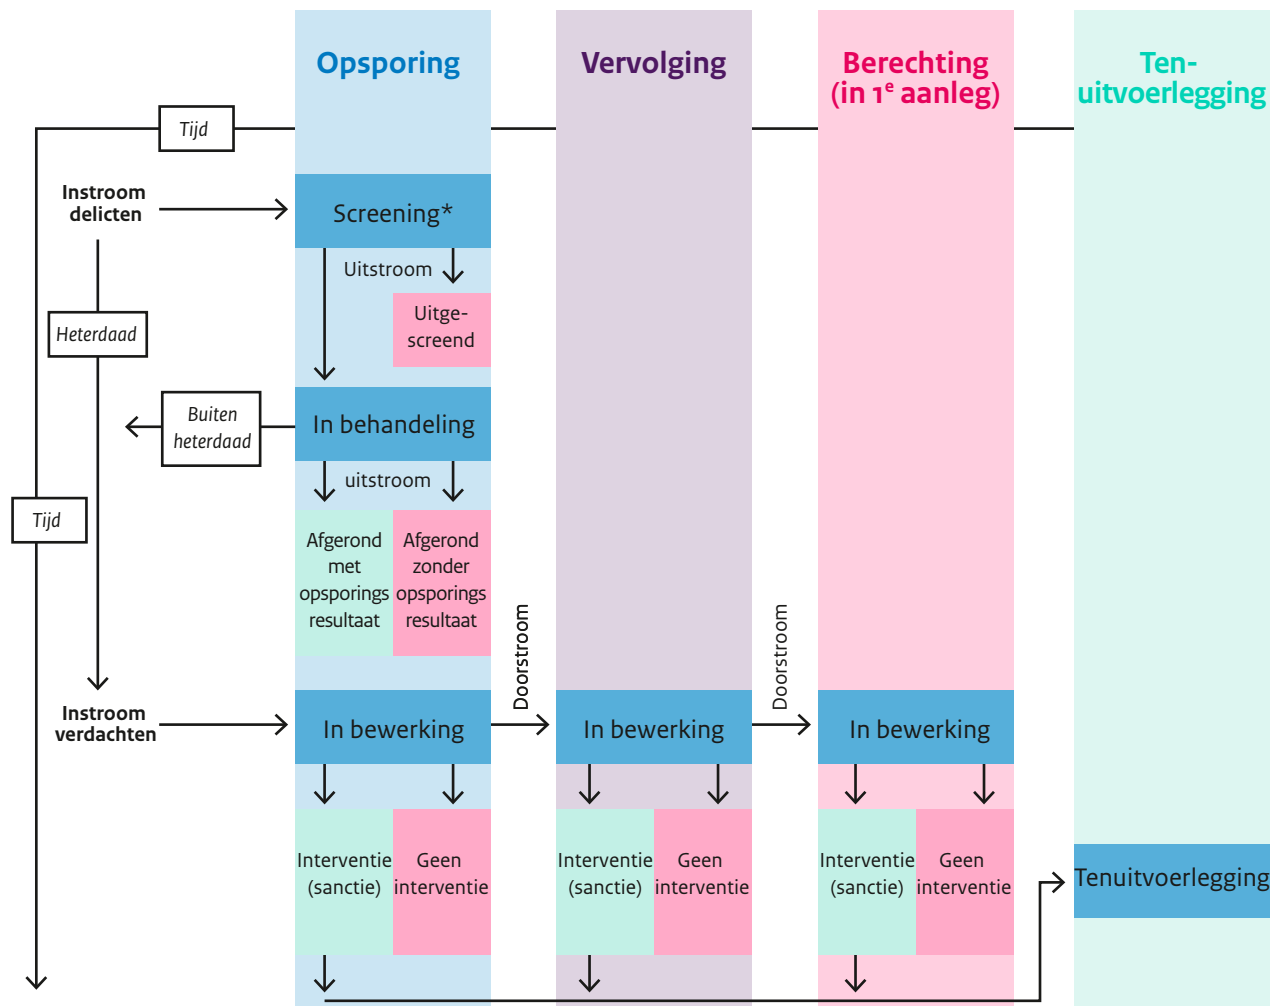 Opsporing
Vervolging
Berechting
(in 1e aanleg)
Ten-
uitvoerlegging
Tijd
Instroom
delicten
Screening*
Uitstroom
Uitge-
screend
Heterdaad
Buiten
heterdaad
In behandeling
uitstroom
Tijd
Afgerond
met
opsporings
resultaat
Afgerond
zonder
opsporings
resultaat
Doorstroom
Doorstroom
Instroom
verdachten
In bewerking
In bewerking
In bewerking
Interventie
(sanctie)
Geen
interventie
Interventie
(sanctie)
Geen
interventie
Interventie
(sanctie)
Geen
interventie
Tenuitvoerlegging